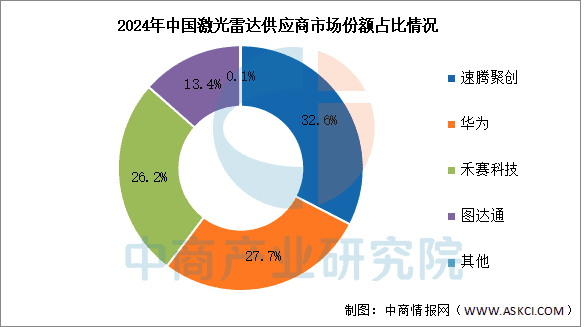 2024年中国激光雷达供应商市场份额占比情况
0.1%
13.4%
32.6%
26.2%
27.7%
速腾聚创
华为
禾赛科技
图达通
其他
中商产业研究院
制图：中商情报网（WWW.ASKCI.COM）